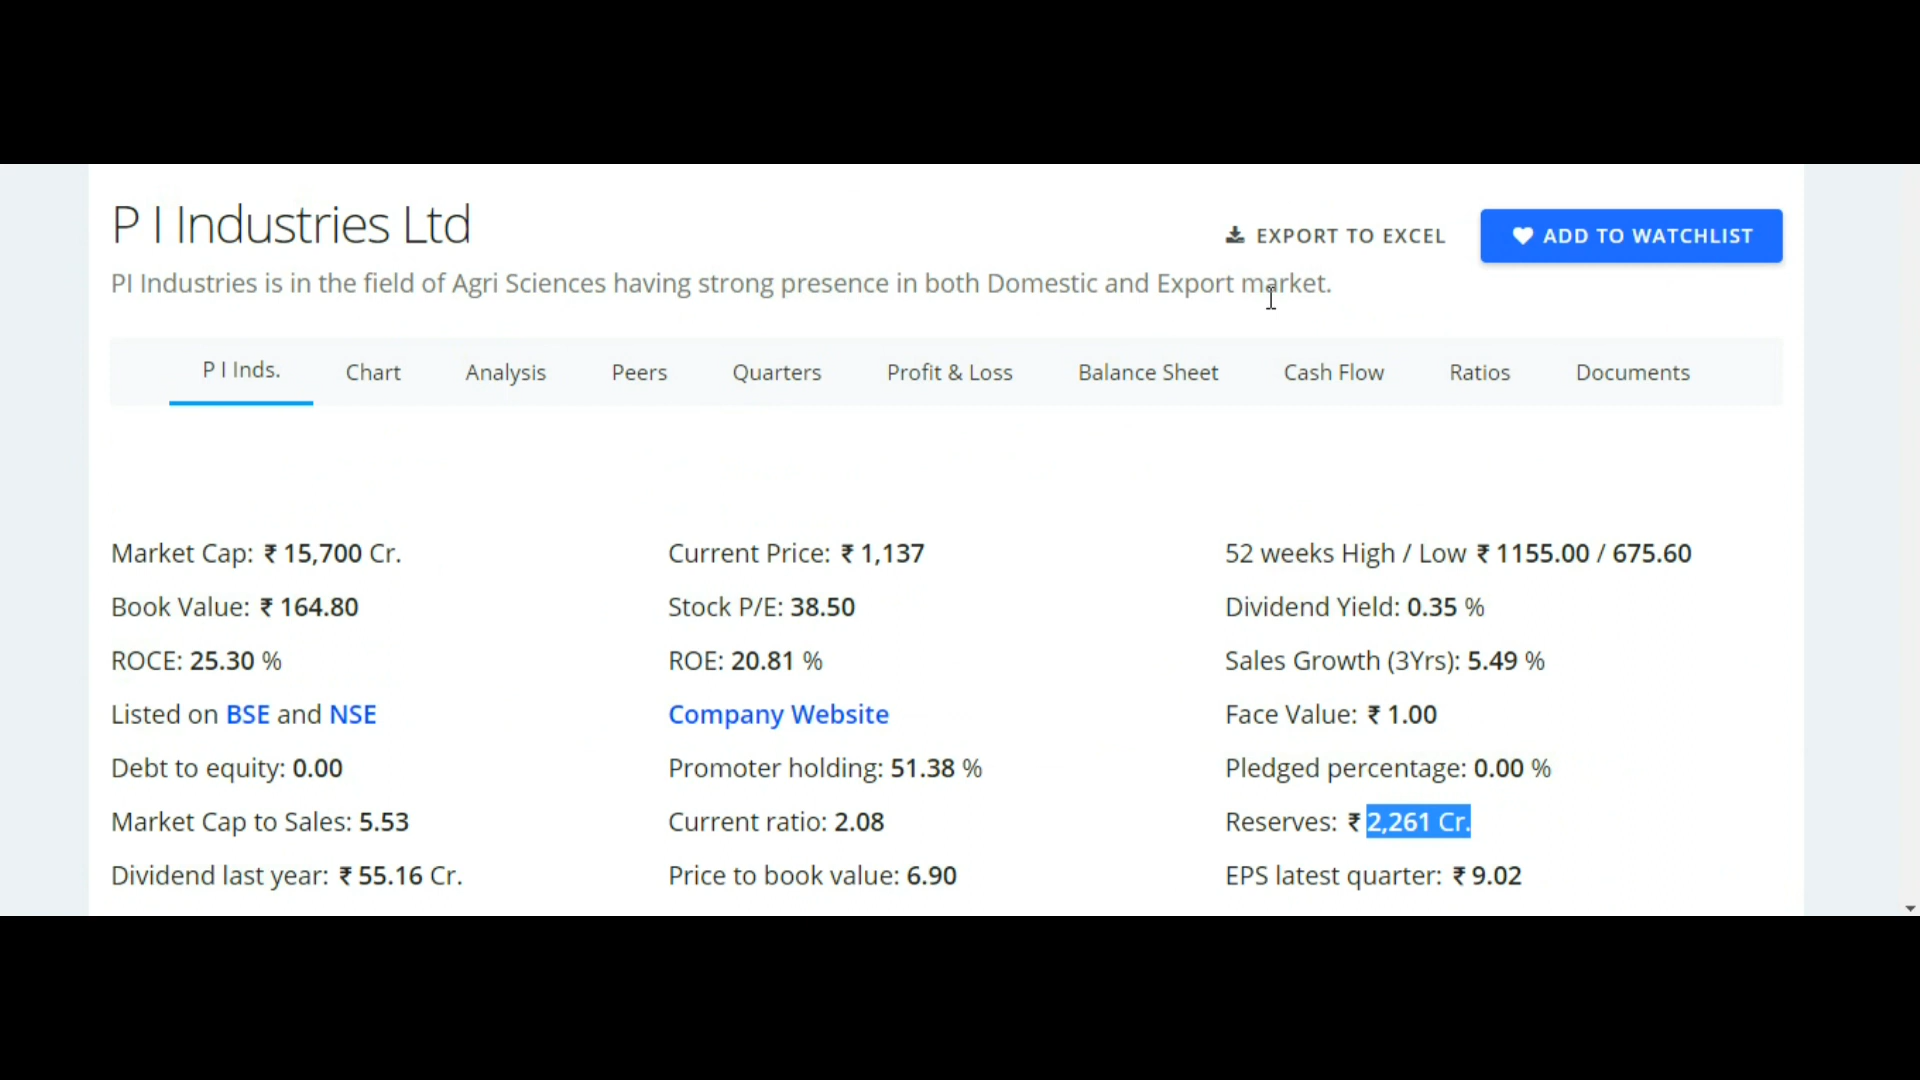 P I Industries Ltd
EXPORT TO EXCEL
ADD TO WATCHLIST
PI Industries is in the field of Agri Sciences having strong presence in both Domestic and Export market.
P I Inds. Chart Analysis Peers Quarters Profit & Loss Balance Sheet Cash Flow Ratios Documents
Market Cap: ₹ 15,700 Cr. Current Price: ₹ 1,137 52 weeks High / Low ₹ 1155.00 / 675.60
Book Value: ₹ 164.80 Stock P/E: 38.50 Dividend Yield: 0.35 %
ROCE: 25.30 % ROE: 20.81 % Sales Growth (3Yrs): 5.49 %
Listed on BSE and NSE Company Website Face Value: ₹ 1.00
Debt to equity: 0.00 Promoter holding: 51.38 % Pledged percentage: 0.00 %
Market Cap to Sales: 5.53 Current ratio: 2.08 Reserves: ₹ 2,261 Cr.
Dividend last year: ₹ 55.16 Cr. Price to book value: 6.90 EPS latest quarter: ₹ 9.02